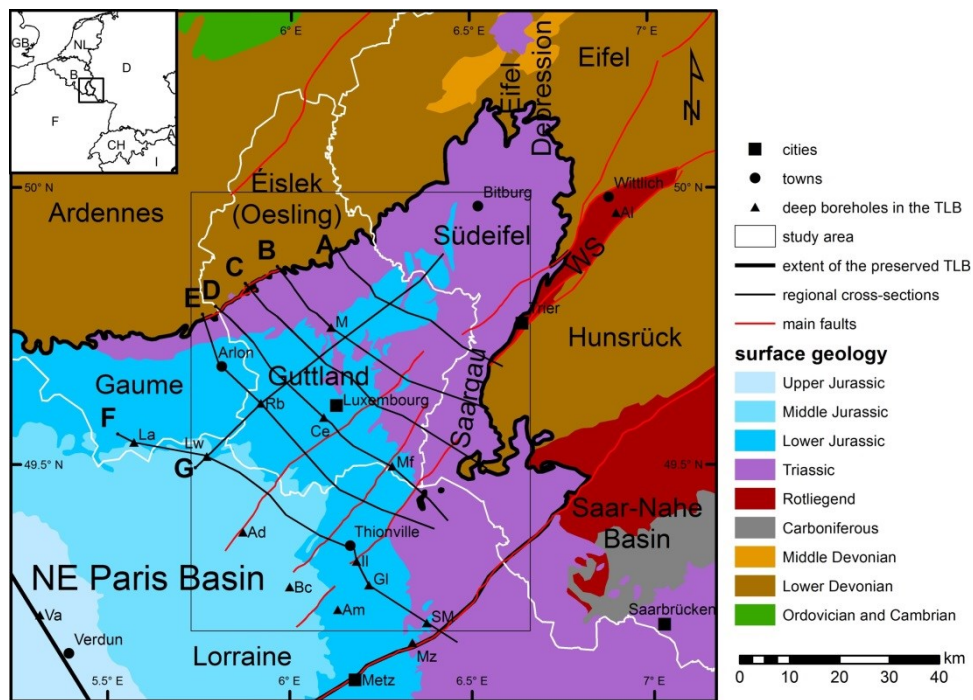 6° E
6.5° E
7° E
GB
NL
B
D
F
CH
A
I
Eifel
Depression
Eifel
N
50° N
50° N
Ardennes
Éislek
(Oesling)
Bitburg
Wittlich
Al
Südeifel
A
B
C
D
E
WS
Trier
M
Hunsrück
Arlon
Gaume
Guttland
Luxembourg
Saargau
Rb
Ce
F
La
Lw
G
Mf
49.5° N
49.5° N
Saar-Nahe
Basin
Ad
Thionville
Il
NE Paris Basin
Bc
Gl
Am
SM
Saarbrücken
Va
Verdun
Mz
Lorraine
Metz
5.5° E
6° E
6.5° E
7° E
cities
towns
deep boreholes in the TLB
study area
extent of the preserved TLB
regional cross-sections
main faults
surface geology
Upper Jurassic
Middle Jurassic
Lower Jurassic
Triassic
Rotliegend
Carboniferous
Middle Devonian
Lower Devonian
Ordovician and Cambrian
km
0 10 20 30 40